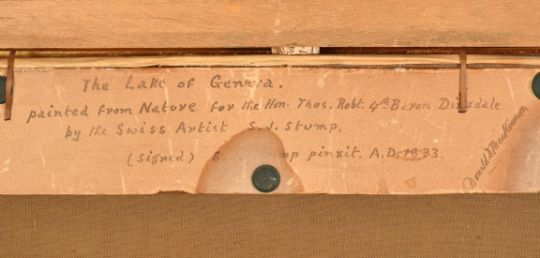 The Lake of Geneva.
painted from Nature for the Hon. Thos. Robt. 4th Baron Dimsdale
by the Swiss Artist S.J. Stump.
(signed) S mp pinxit. A.D. 1833.